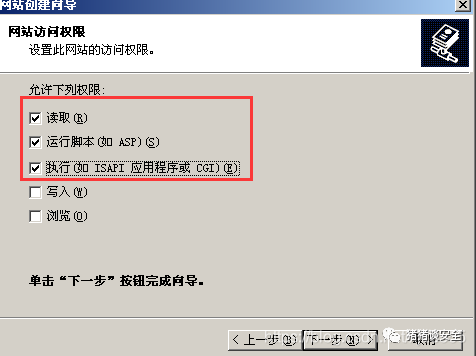 网站创建向导
网站访问权限
设置此网站的访问权限。
允许下列权限:
读取(R)
运行脚本(如 ASP)(S)
执行(如 ISAPI 应用程序或 CGI)(E)
写入(W)
浏览(O)
单击“下一步”按钮完成向导。
< 上一步(B) 下一步(N) > 取消
猪猪谈安全